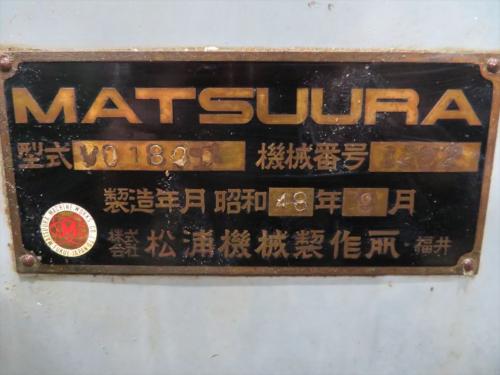 MATSUURA
型式 機械番号
製造年月 昭和 48 年 月
株式会社 松浦機械製作所 福井